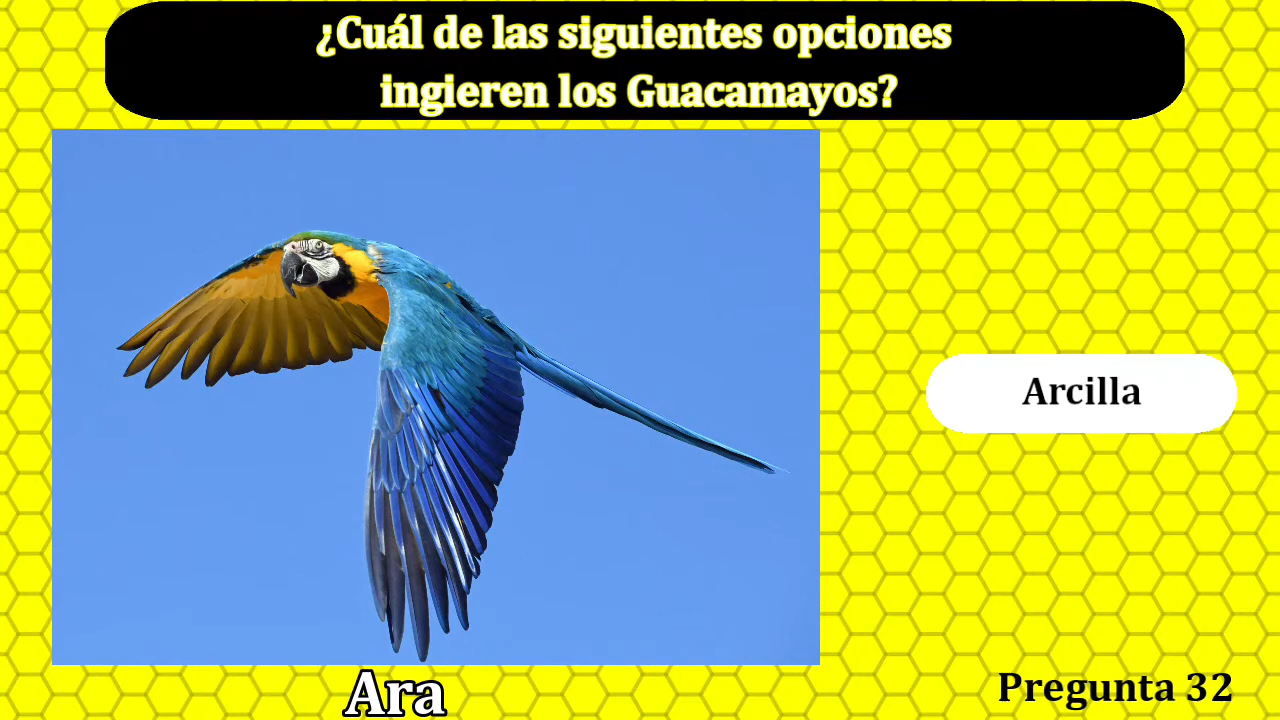 ¿Cuál de las siguientes opciones
ingieren los Guacamayos?
Arcilla
Ara
Pregunta 32